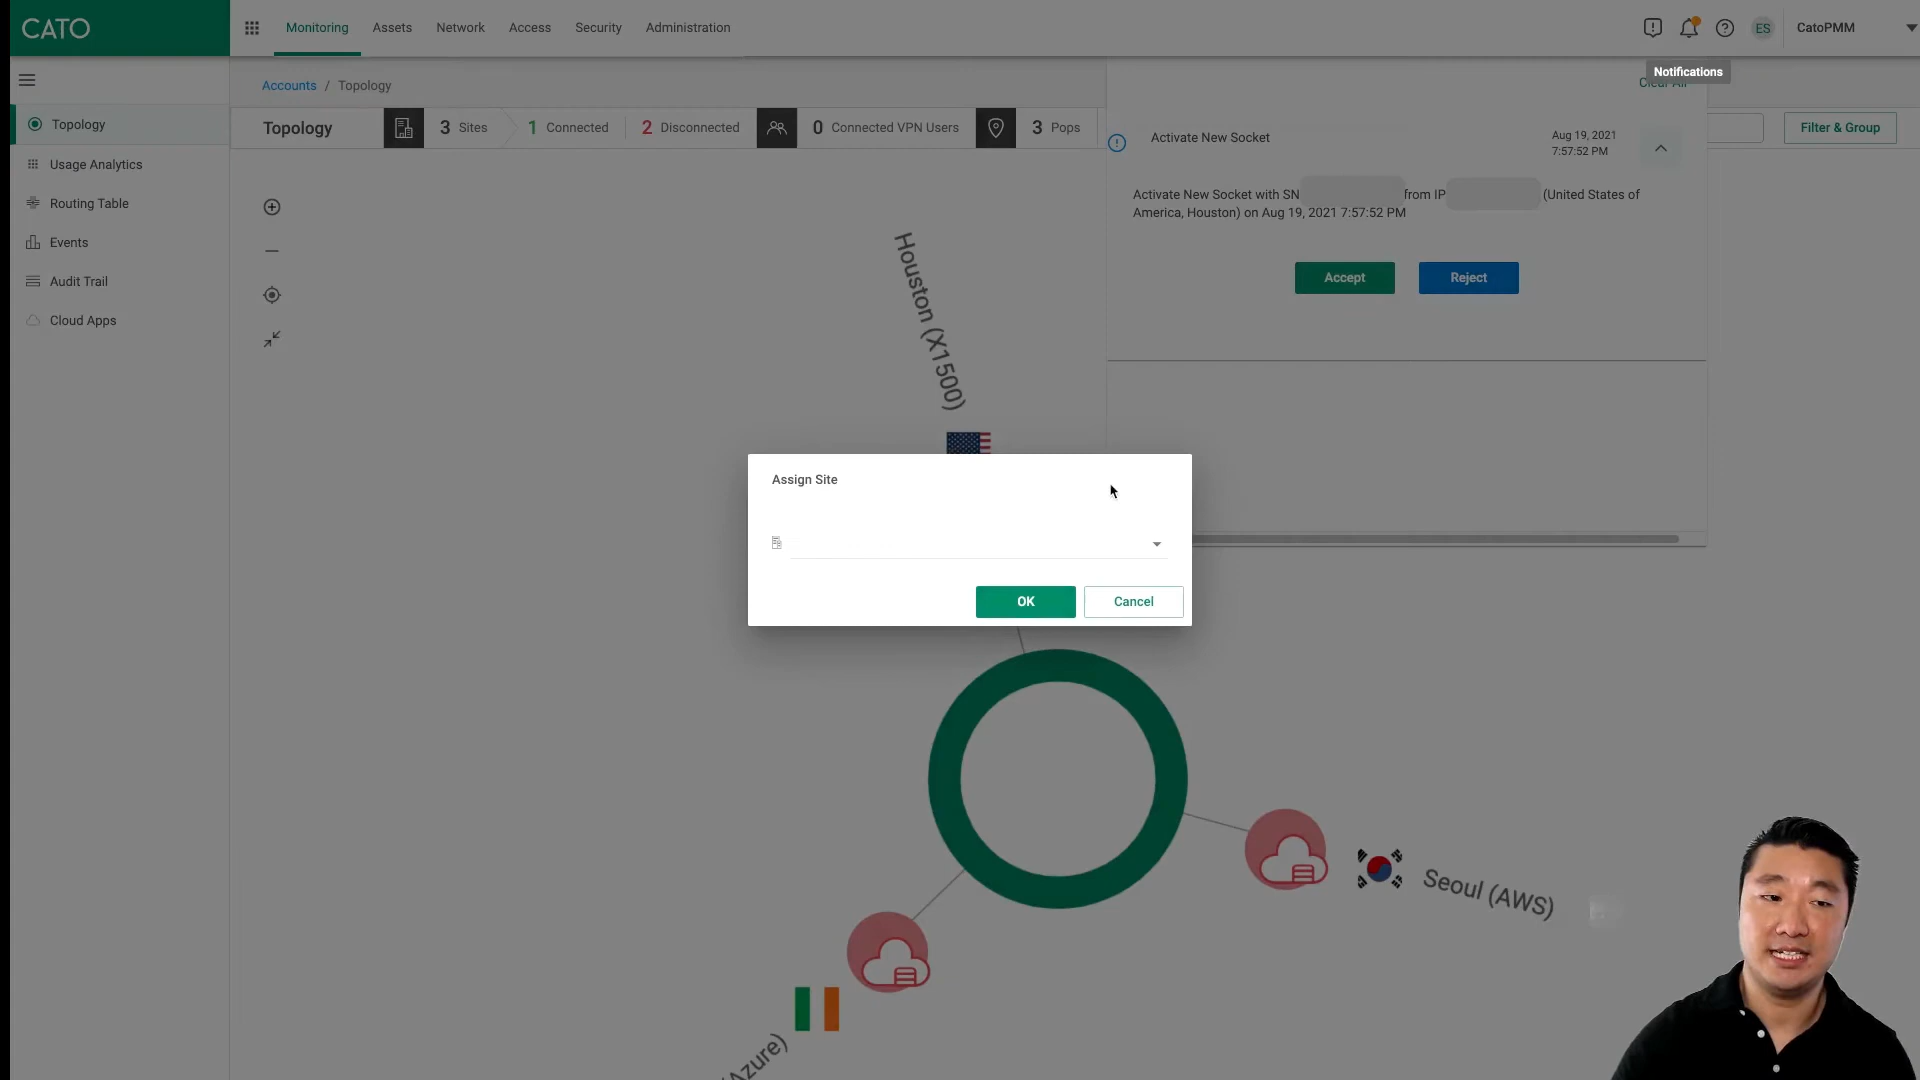 CATO
Monitoring
Assets
Network
Access
Security
Administration
ES
CatoPMM
Notifications
Clear All
Accounts / Topology
Topology
Usage Analytics
Routing Table
Events
Audit Trail
Cloud Apps
Topology
3 Sites
1 Connected
2 Disconnected
0 Connected VPN Users
3 Pops
Filter & Group
Activate New Socket
Aug 19, 2021
7:57:52 PM
Activate New Socket with SN from IP (United States of
America, Houston) on Aug 19, 2021 7:57:52 PM
Accept
Reject
Houston (X1500)
Assign Site
OK
Cancel
Seoul (AWS)
(Azure)